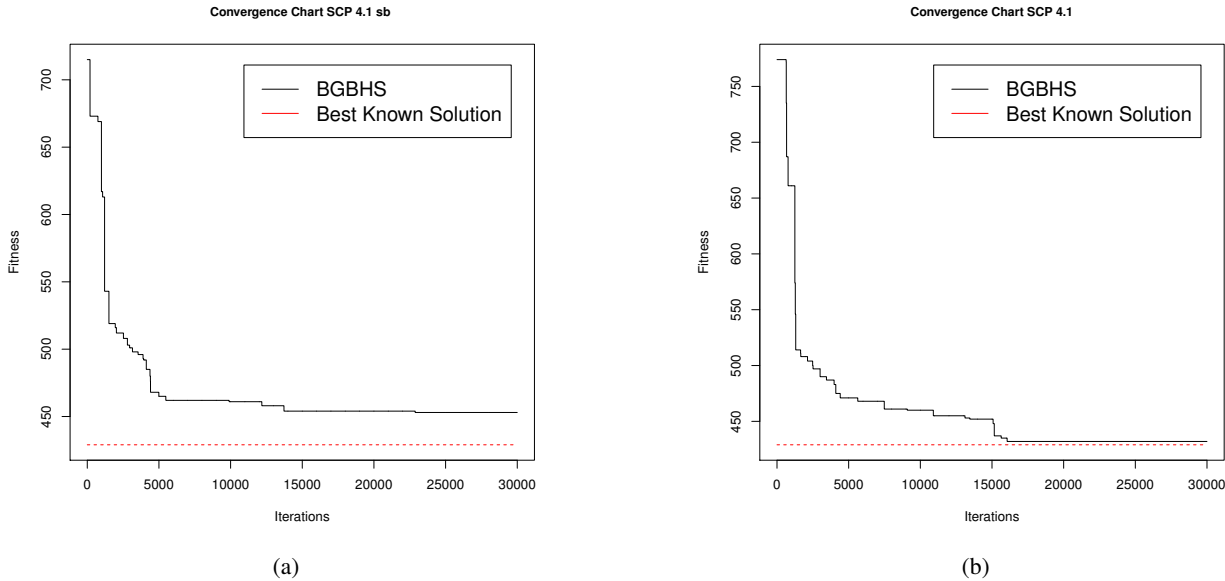 Convergence Chart SCP 4.1 sb
BGBHS
Best Known Solution
Fitness
700
650
600
550
500
450
0 5000 10000 15000 20000 25000 30000
Iterations
(a)
Convergence Chart SCP 4.1
BGBHS
Best Known Solution
Fitness
750
700
650
600
550
500
450
0 5000 10000 15000 20000 25000 30000
Iterations
(b)